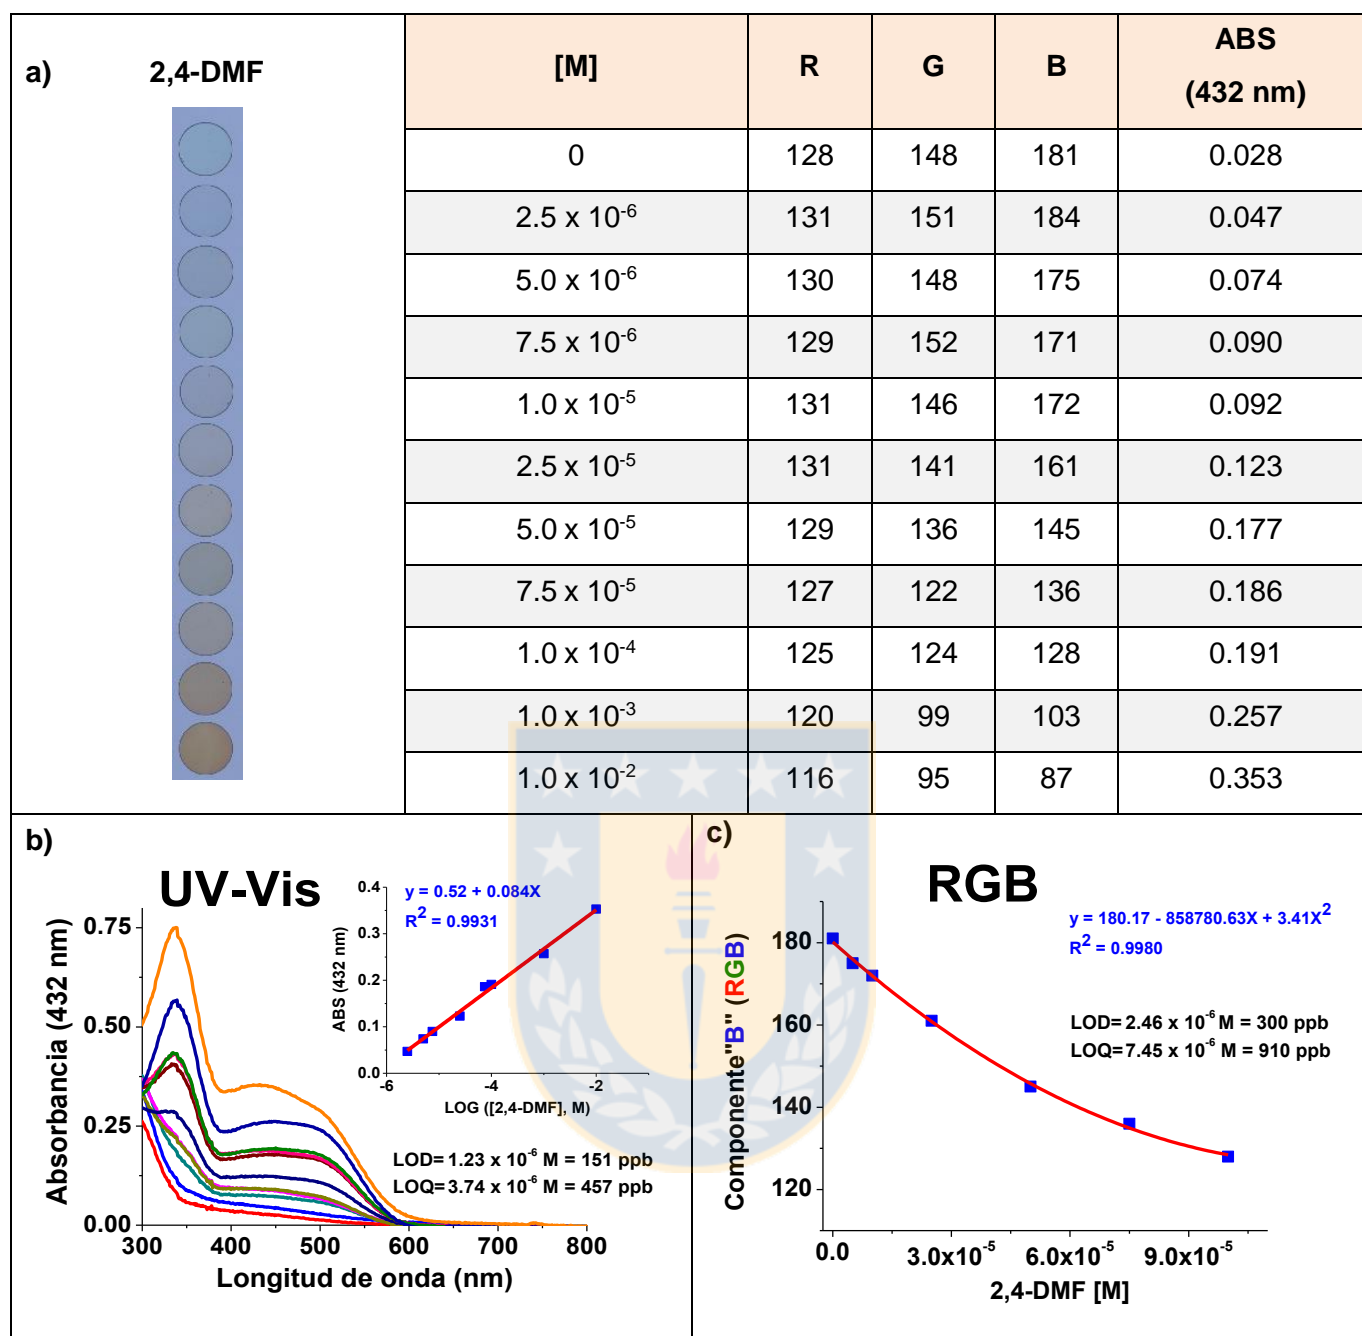 a) 2,4-DMF
[M] R G B ABS (432 nm)
0 128 148 181 0.028
2.5 x 10⁻⁶ 131 151 184 0.047
5.0 x 10⁻⁶ 130 148 175 0.074
7.5 x 10⁻⁶ 129 152 171 0.090
1.0 x 10⁻⁵ 131 146 172 0.092
2.5 x 10⁻⁵ 131 141 161 0.123
5.0 x 10⁻⁵ 129 136 145 0.177
7.5 x 10⁻⁵ 127 122 136 0.186
1.0 x 10⁻⁴ 125 124 128 0.191
1.0 x 10⁻³ 120 99 103 0.257
1.0 x 10⁻² 116 95 87 0.353
b)
UV-Vis
Absorbancia (432 nm)
0.75
0.50
0.25
0.00
300 400 500 600 700 800
Longitud de onda (nm)
y = 0.52 + 0.084X
R² = 0.9931
ABS (432 nm)
0.4
0.3
0.2
0.1
0.0
-6 -4 -2
LOG ([2,4-DMF], M)
LOD= 1.23 x 10⁻⁶ M = 151 ppb
LOQ= 3.74 x 10⁻⁶ M = 457 ppb
c)
RGB
y = 180.17 - 858780.63X + 3.41X²
R² = 0.9980
LOD= 2.46 x 10⁻⁶ M = 300 ppb
LOQ= 7.45 x 10⁻⁶ M = 910 ppb
Componente"B" (RGB)
180
160
140
120
0.0 3.0x10⁻⁵ 6.0x10⁻⁵ 9.0x10⁻⁵
2,4-DMF [M]